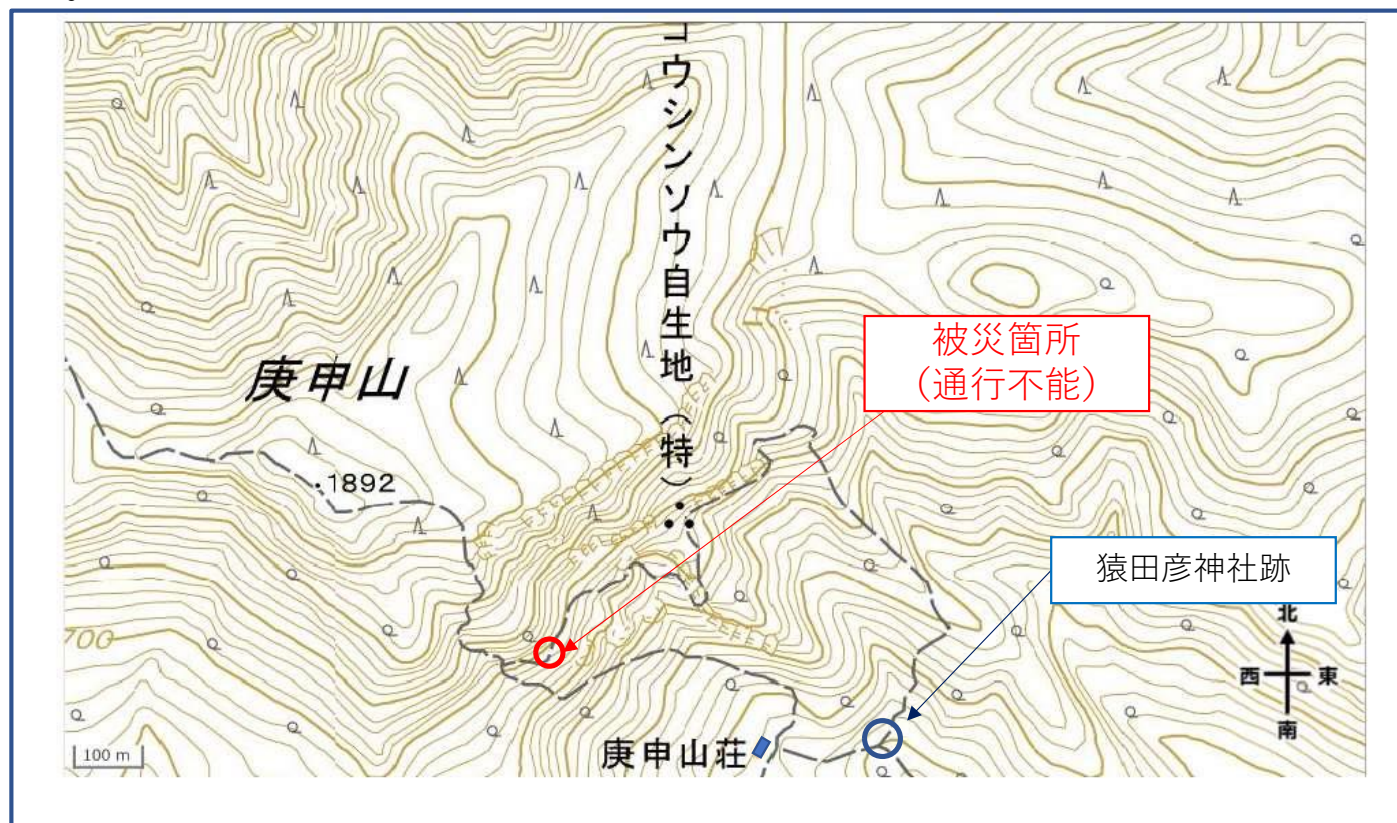 コウシンソウ自生地（特）
庚申山
・1892
被災箇所
（通行不能）
猿田彦神社跡
700
北
西
東
南
庚申山荘
100 m